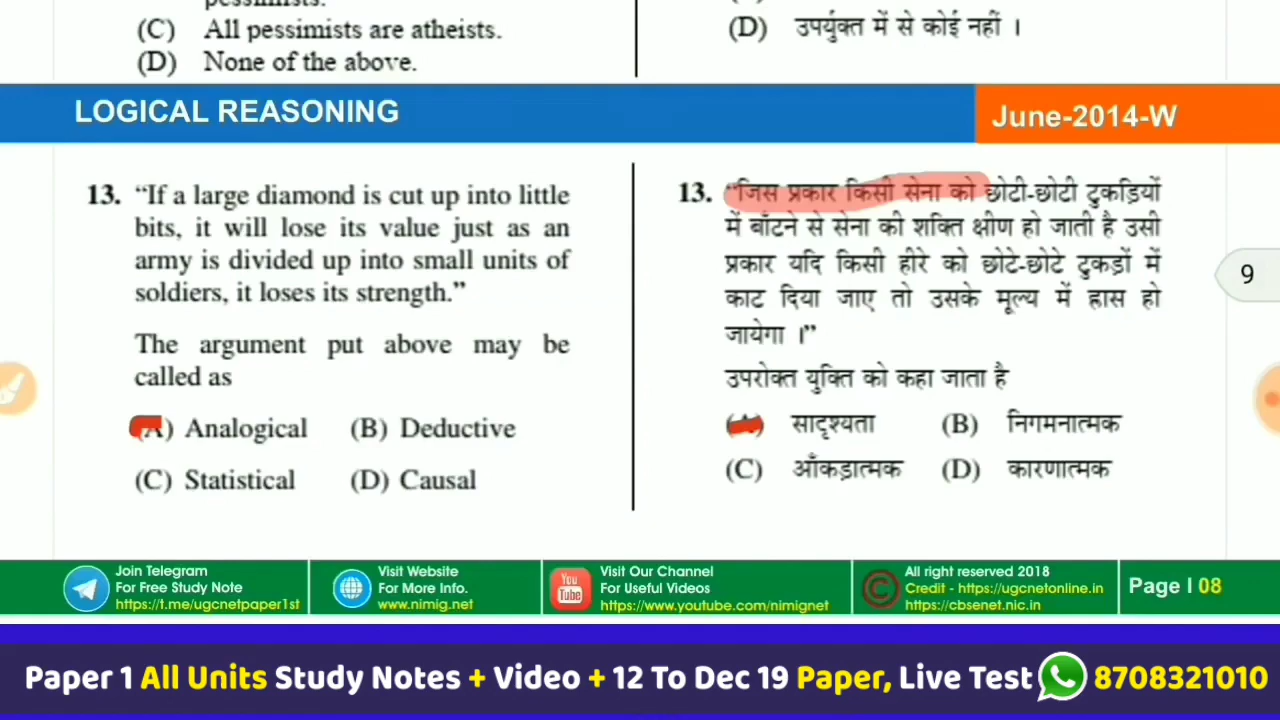 pessimists.
(C) All pessimists are atheists.
(D) None of the above.
(D) उपर्युक्त में से कोई नहीं ।
LOGICAL REASONING
June-2014-W
13. “If a large diamond is cut up into little
bits, it will lose its value just as an
army is divided up into small units of
soldiers, it loses its strength.”
The argument put above may be
called as
(A) Analogical (B) Deductive
(C) Statistical (D) Causal
13. “जिस प्रकार किसी सेना को छोटी-छोटी टुकड़ियों
में बाँटने से सेना की शक्ति क्षीण हो जाती है उसी
प्रकार यदि किसी हीरे को छोटे-छोटे टुकड़ों में
काट दिया जाए तो उसके मूल्य में ह्रास हो
जायेगा ।”
उपरोक्त युक्ति को कहा जाता है
(A) सादृश्यता (B) निगमनात्मक
(C) आँकड़ात्मक (D) कारणात्मक
9
Join Telegram
For Free Study Note
https://t.me/ugcnetpaper1st
Visit Website
For More Info.
www.nimig.net
You
Tube
Visit Our Channel
For Useful Videos
https://www.youtube.com/nimignet
C
All right reserved 2018
Credit - https://ugcnetonline.in
https://cbsenet.nic.in
Page I 08
Paper 1 All Units Study Notes + Video + 12 To Dec 19 Paper, Live Test 8708321010